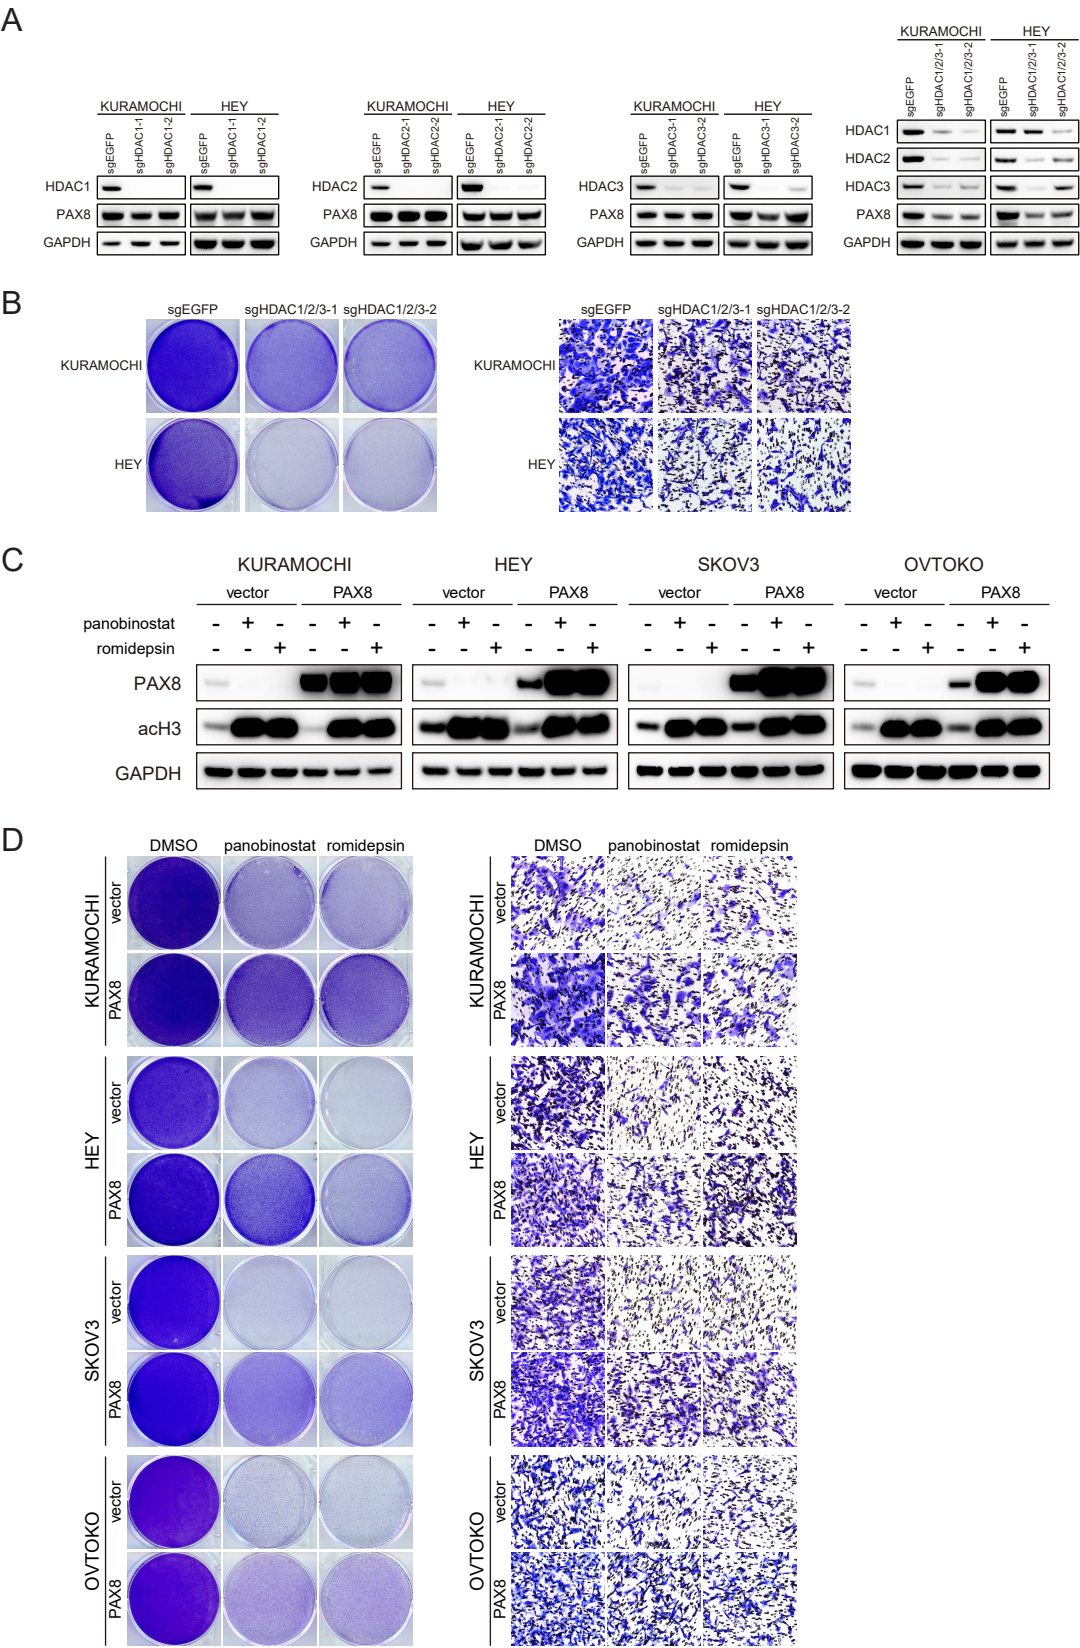 A
KURAMOCHI HEY
sgEGFP sgHDAC1-1 sgHDAC1-2 sgEGFP sgHDAC1-1 sgHDAC1-2
HDAC1
PAX8
GAPDH
KURAMOCHI HEY
sgEGFP sgHDAC2-1 sgHDAC2-2 sgEGFP sgHDAC2-1 sgHDAC2-2
HDAC2
PAX8
GAPDH
KURAMOCHI HEY
sgEGFP sgHDAC3-1 sgHDAC3-2 sgEGFP sgHDAC3-1 sgHDAC3-2
HDAC3
PAX8
GAPDH
KURAMOCHI HEY
sgEGFP sgHDAC1/2/3-1 sgHDAC1/2/3-2 sgEGFP sgHDAC1/2/3-1 sgHDAC1/2/3-2
HDAC1
HDAC2
HDAC3
PAX8
GAPDH
B
sgEGFP sgHDAC1/2/3-1 sgHDAC1/2/3-2
KURAMOCHI
HEY
sgEGFP sgHDAC1/2/3-1 sgHDAC1/2/3-2
KURAMOCHI
HEY
C
KURAMOCHI HEY SKOV3 OVTOKO
vector PAX8 vector PAX8 vector PAX8 vector PAX8
panobinostat - + - - + - - + - - + - - + - - + - - + - - + -
romidepsin - - + - - + - - + - - + - - + - - + - - + - - +
PAX8
acH3
GAPDH
D
DMSO panobinostat romidepsin
KURAMOCHI
vector
PAX8
HEY
vector
PAX8
SKOV3
vector
PAX8
OVTOKO
vector
PAX8
DMSO panobinostat romidepsin
KURAMOCHI
vector
PAX8
HEY
vector
PAX8
SKOV3
vector
PAX8
OVTOKO
vector
PAX8